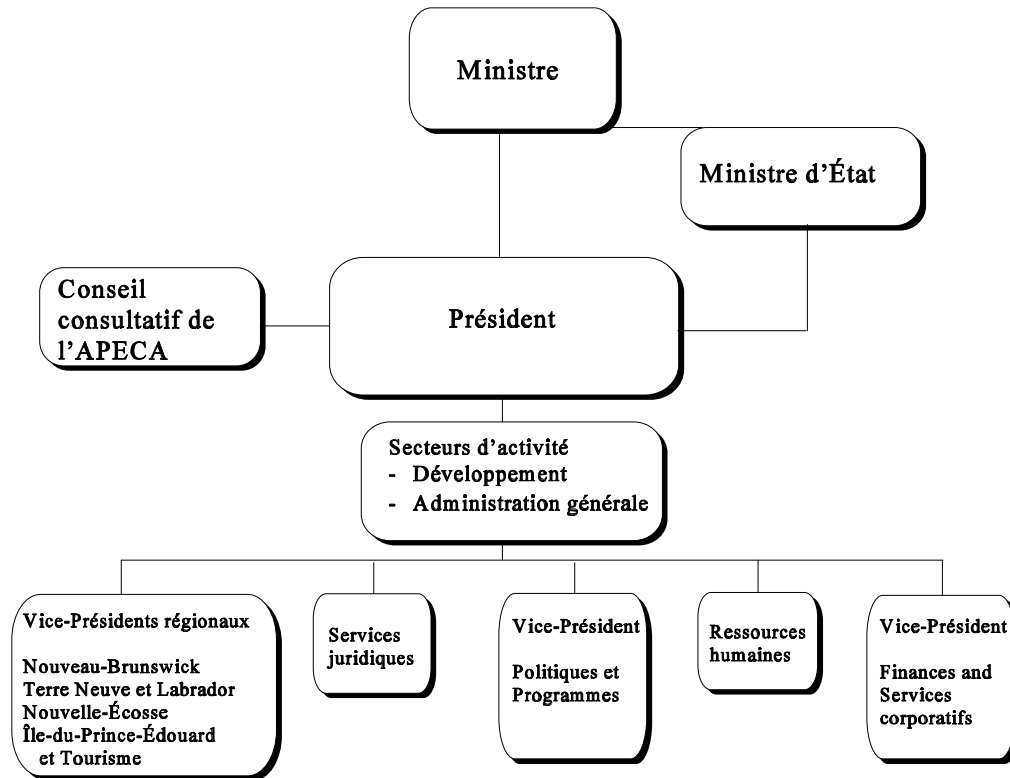 Ministre
Ministre d'État
Conseil
consultatif de
l'APECA
Président
Secteurs d'activité
- Développement
- Administration générale
Vice-Présidents régionaux
Nouveau-Brunswick
Terre Neuve et Labrador
Nouvelle-Écosse
Île-du-Prince-Édouard
et Tourisme
Services
juridiques
Vice-Président
Politiques et
Programmes
Ressources
humaines
Vice-Président
Finances and
Services
corporatifs